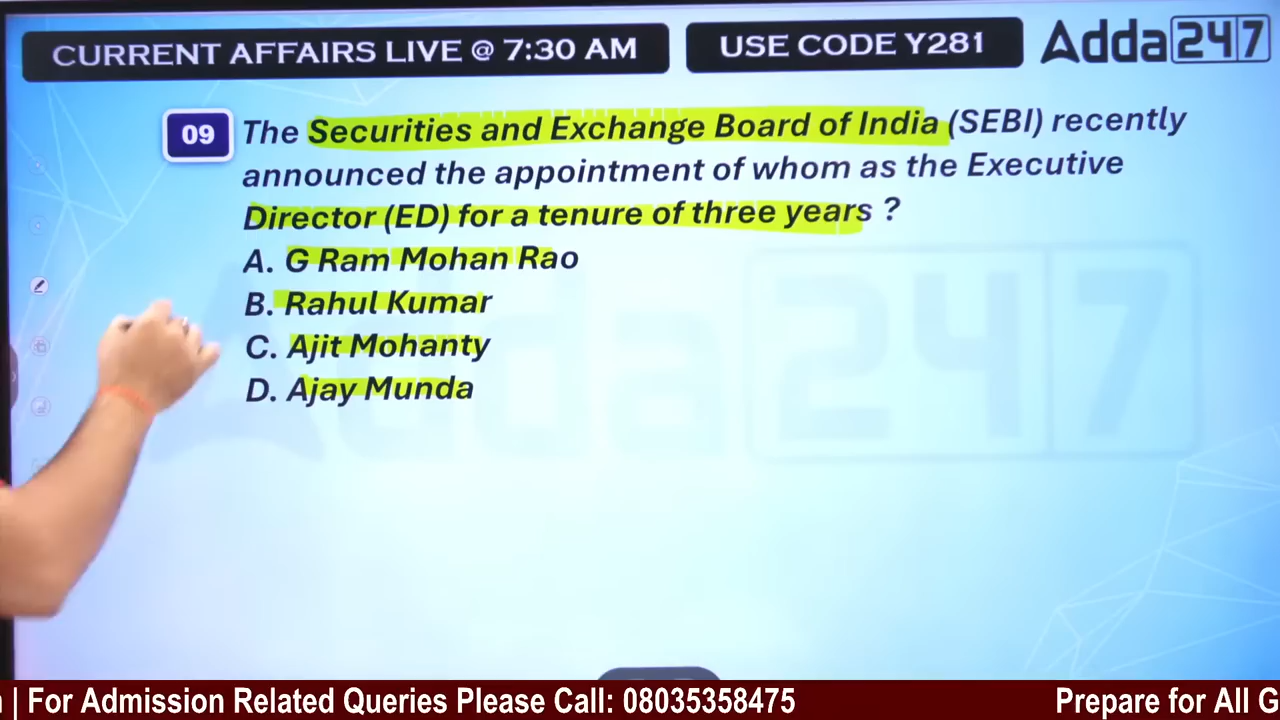 CURRENT AFFAIRS LIVE @ 7:30 AM
USE CODE Y281
Adda247
09
The Securities and Exchange Board of India (SEBI) recently
announced the appointment of whom as the Executive
Director (ED) for a tenure of three years ?
A. G Ram Mohan Rao
B. Rahul Kumar
C. Ajit Mohanty
D. Ajay Munda
Adda247
| For Admission Related Queries Please Call: 08035358475
Prepare for All G